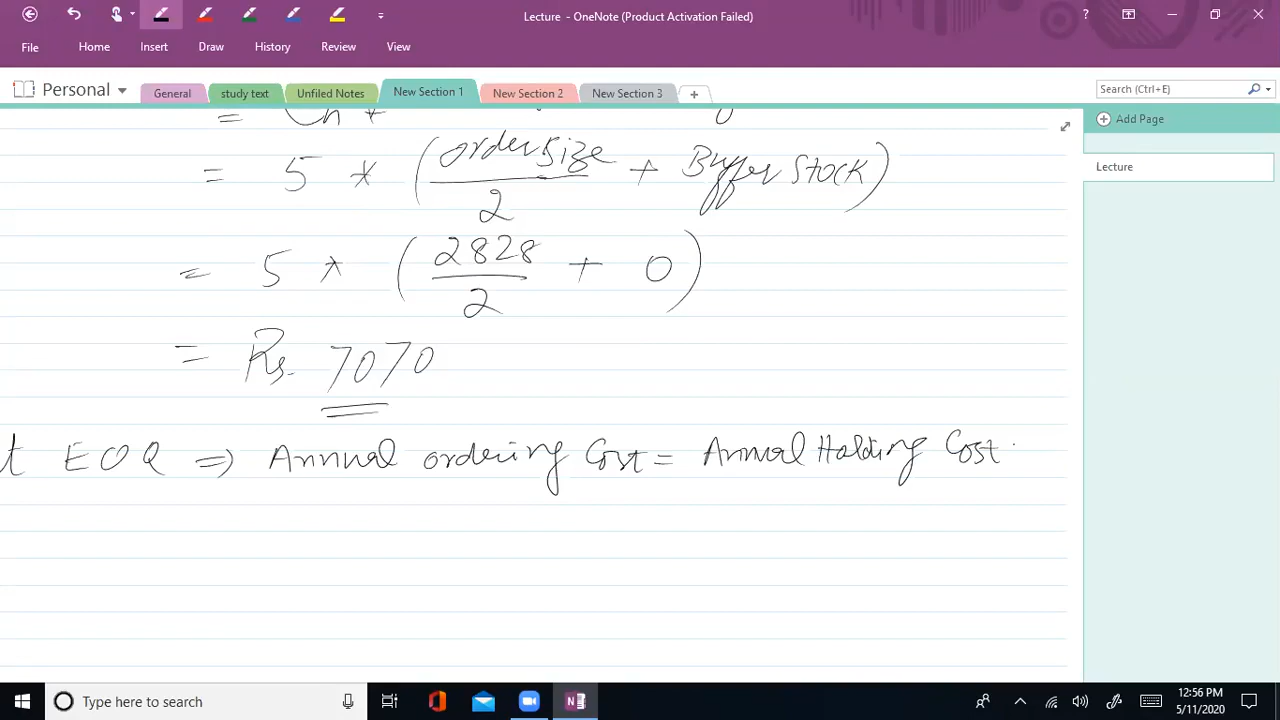 Lecture - OneNote (Product Activation Failed)
File Home Insert Draw History Review View
Personal General study text Unfiled Notes New Section 1 New Section 2 New Section 3 Search (Ctrl+E)
Add Page
Lecture
= Ch *
= 5 * (order size / 2 + Buffer Stock)
= 5 * (2828 / 2 + 0)
= Rs. 7070
t EOQ ⇒ Annual ordering Cost = Annual Holding Cost
Type here to search
12:56 PM
5/11/2020